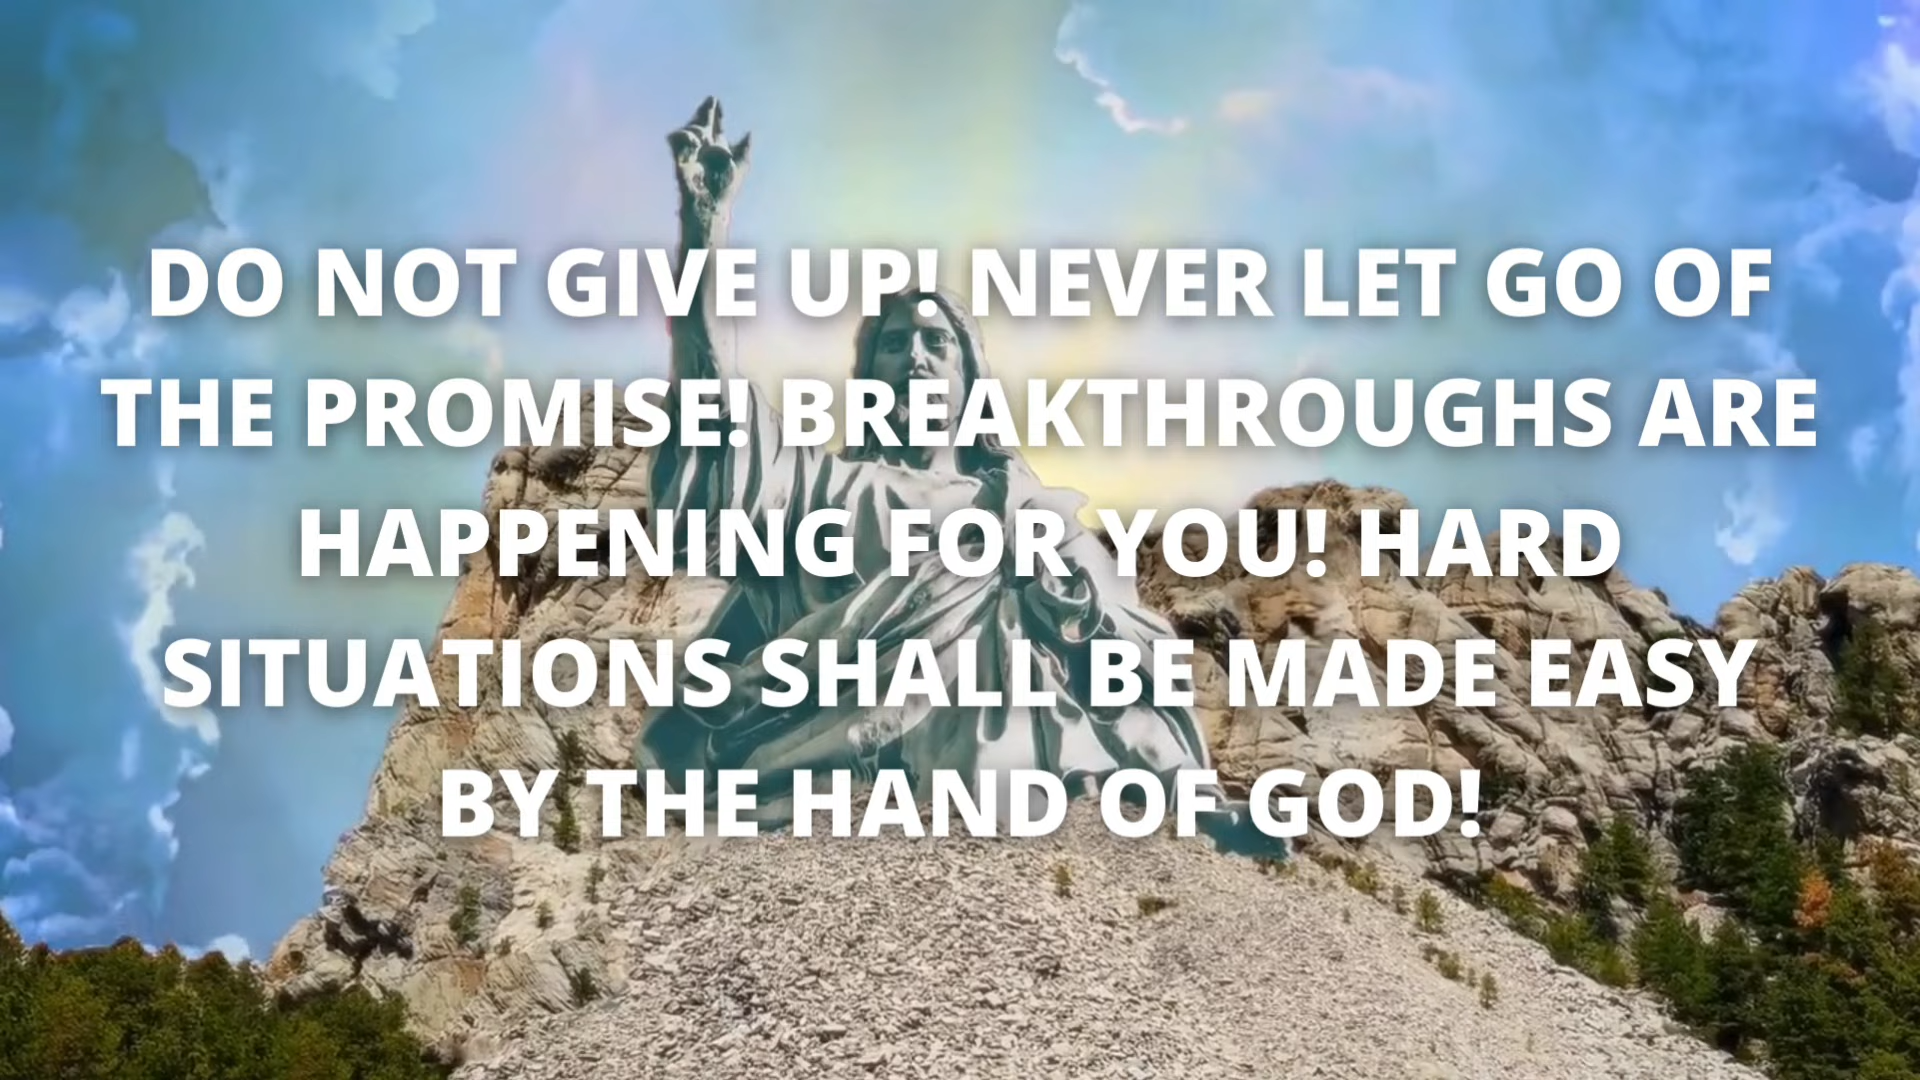 DO NOT GIVE UP! NEVER LET GO OF
THE PROMISE! BREAKTHROUGHS ARE
HAPPENING FOR YOU! HARD
SITUATIONS SHALL BE MADE EASY
BY THE HAND OF GOD!